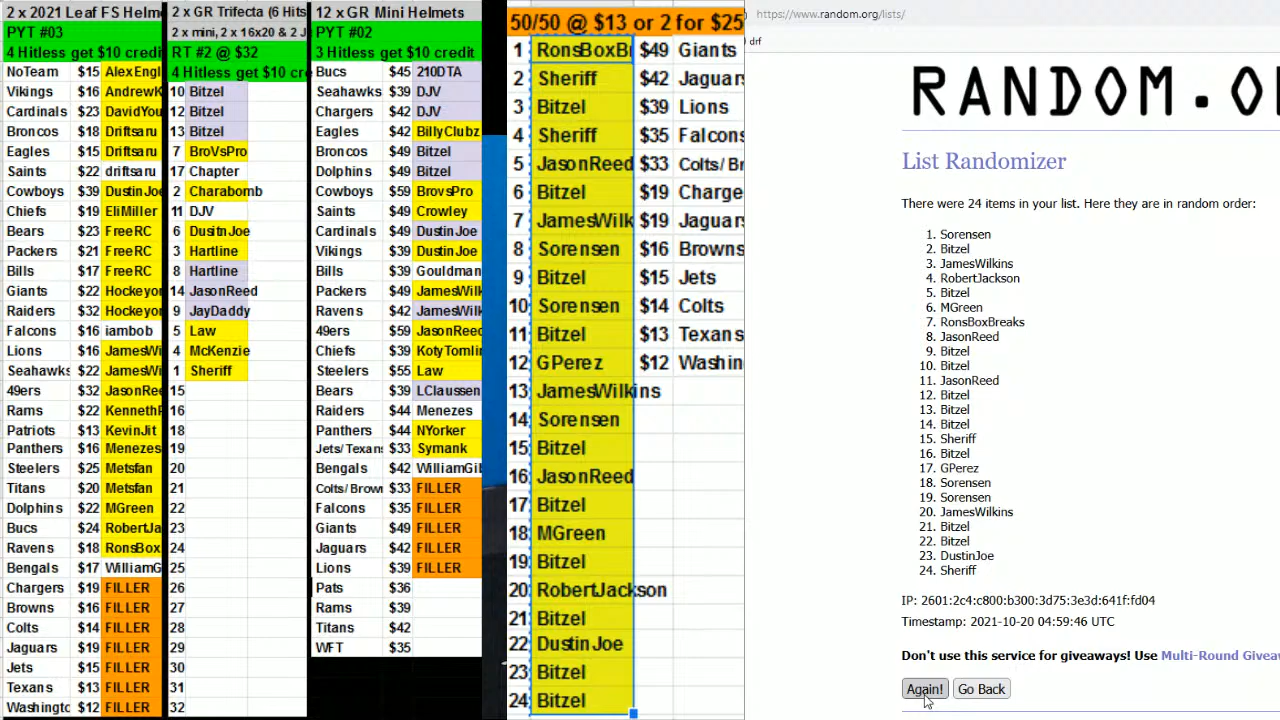 2 x 2021 Leaf FS Helme
PYT #03
4 Hitless get $10 credi
NoTeam $15 AlexEngl
Vikings $16 AndrewK
Cardinals $23 DavidYou
Broncos $18 Driftsaru
Eagles $15 Driftsaru
Saints $22 driftsaru
Cowboys $39 DustinJoe
Chiefs $19 EliMiller
Bears $23 FreeRC
Packers $21 FreeRC
Bills $17 FreeRC
Giants $22 Hockeyor
Raiders $32 Hockeyor
Falcons $16 iambob
Lions $16 JamesWi
Seahawks $22 JamesWi
49ers $32 JasonRee
Rams $22 KennethP
Patriots $13 KevinJit
Panthers $16 Menezes
Steelers $25 Metsfan
Titans $20 Metsfan
Dolphins $22 MGreen
Bucs $24 RobertJa
Ravens $18 RonsBox
Bengals $17 WilliamG
Chargers $19 FILLER
Browns $16 FILLER
Colts $14 FILLER
Jaguars $19 FILLER
Jets $15 FILLER
Texans $13 FILLER
Washingto $12 FILLER
2 x GR Trifecta (6 Hits
2 x mini, 2 x 16x20 & 2 J
RT #2 @ $32
4 Hitless get $10 cre
10 Bitzel
12 Bitzel
13 Bitzel
7 BroVsPro
17 Chapter
2 Charabomb
11 DJV
6 DusitnJoe
3 Hartline
8 Hartline
14 JasonReed
9 JayDaddy
5 Law
4 McKenzie
1 Sheriff
15
16
18
19
20
21
22
23
24
25
26
27
28
29
30
31
32
12 x GR Mini Helmets
PYT #02
3 Hitless get $10 credit
Bucs $45 210DTA
Seahawks $39 DJV
Chargers $42 DJV
Eagles $42 BillyClubz
Broncos $49 Bitzel
Dolphins $49 Bitzel
Cowboys $59 BrovsPro
Saints $49 Crowley
Cardinals $49 DustinJoe
Vikings $39 DustinJoe
Bills $39 Gouldman
Packers $49 JamesWilk
Ravens $42 JamesWilk
49ers $59 JasonReed
Chiefs $39 KotyTomlin
Steelers $55 Law
Bears $39 LClaussen
Raiders $44 Menezes
Panthers $44 NYorker
Jets/Texans $33 Symank
Bengals $42 WilliamGib
Colts/Brown $33 FILLER
Falcons $35 FILLER
Giants $49 FILLER
Jaguars $42 FILLER
Lions $39 FILLER
Pats $36
Rams $39
Titans $42
WFT $35
50/50 @ $13 or 2 for $25
1 RonsBoxBr $49 Giants
2 Sheriff $42 Jaguar
3 Bitzel $39 Lions
4 Sheriff $35 Falcons
5 JasonReed $33 Colts/Br
6 Bitzel $19 Charge
7 JamesWilk $19 Jaguar
8 Sorensen $16 Browns
9 Bitzel $15 Jets
10 Sorensen $14 Colts
11 Bitzel $13 Texans
12 GPerez $12 Washin
13 JamesWilkins
14 Sorensen
15 Bitzel
16 JasonReed
17 Bitzel
18 MGreen
19 Bitzel
20 RobertJackson
21 Bitzel
22 DustinJoe
23 Bitzel
24 Bitzel
https://www.random.org/lists/
drf
RANDOM.O
List Randomizer
There were 24 items in your list. Here they are in random order:
1. Sorensen
2. Bitzel
3. JamesWilkins
4. RobertJackson
5. Bitzel
6. MGreen
7. RonsBoxBreaks
8. JasonReed
9. Bitzel
10. Bitzel
11. JasonReed
12. Bitzel
13. Bitzel
14. Bitzel
15. Sheriff
16. Bitzel
17. GPerez
18. Sorensen
19. Sorensen
20. JamesWilkins
21. Bitzel
22. Bitzel
23. DustinJoe
24. Sheriff
IP: 2601:2c4:c800:b300:3d75:3e3d:641f:fd04
Timestamp: 2021-10-20 04:59:46 UTC
Don't use this service for giveaways! Use Multi-Round Giveav
Again! Go Back